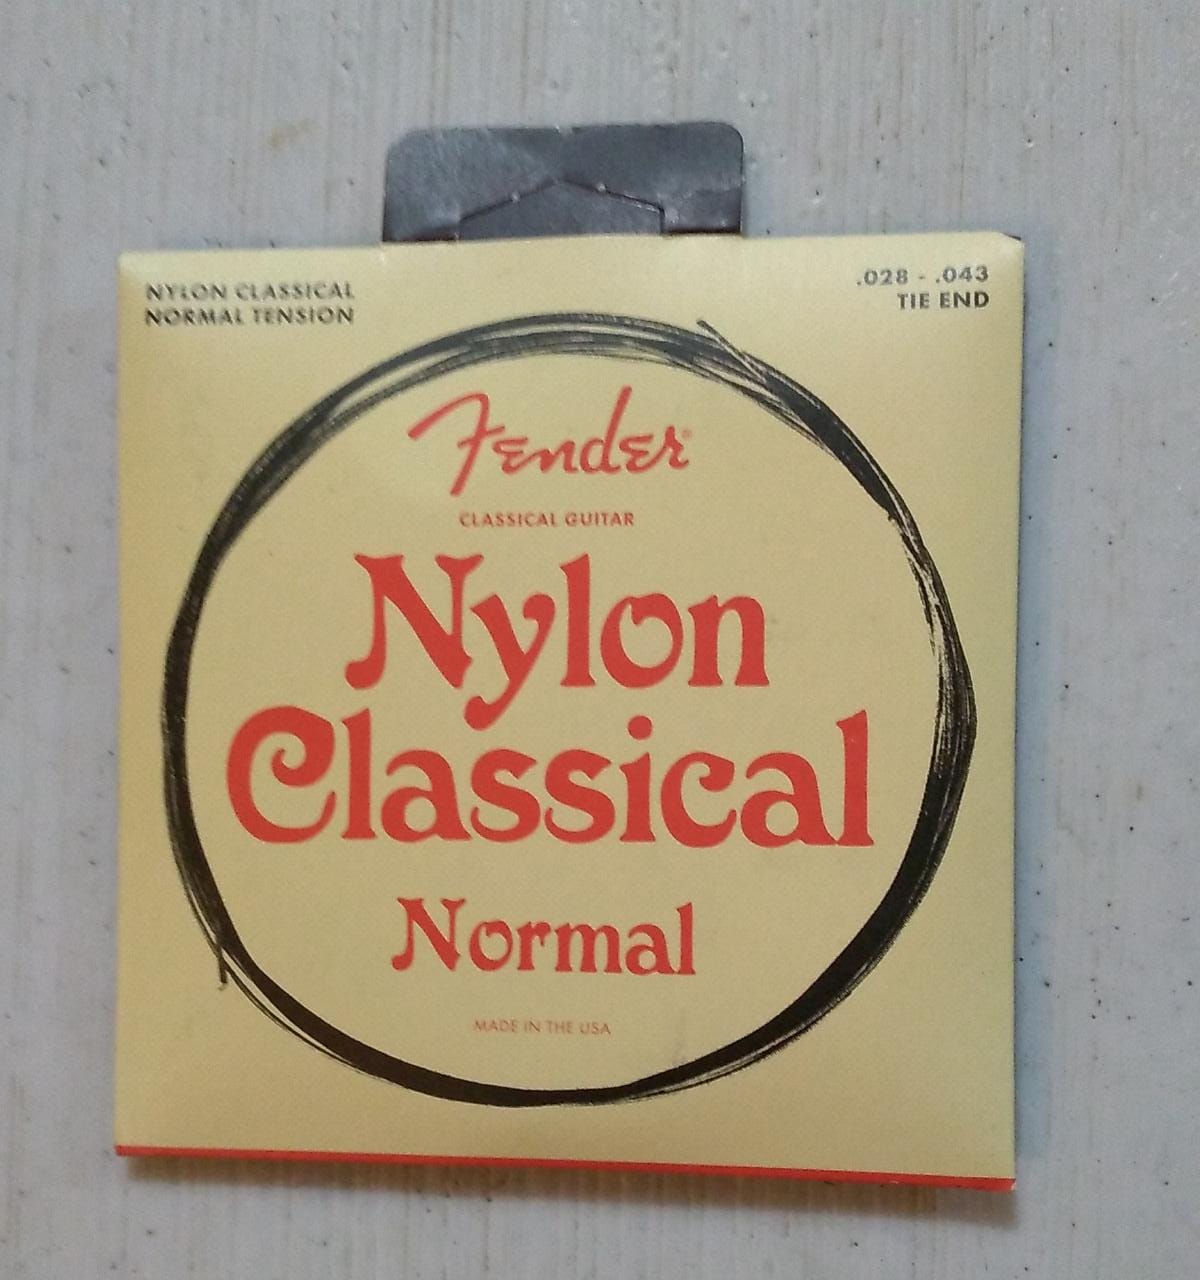 NYLON CLASSICAL
NORMAL TENSION
.028 - .043
TIE END
Fender®
CLASSICAL GUITAR
Nylon
Classical
Normal
MADE IN THE USA